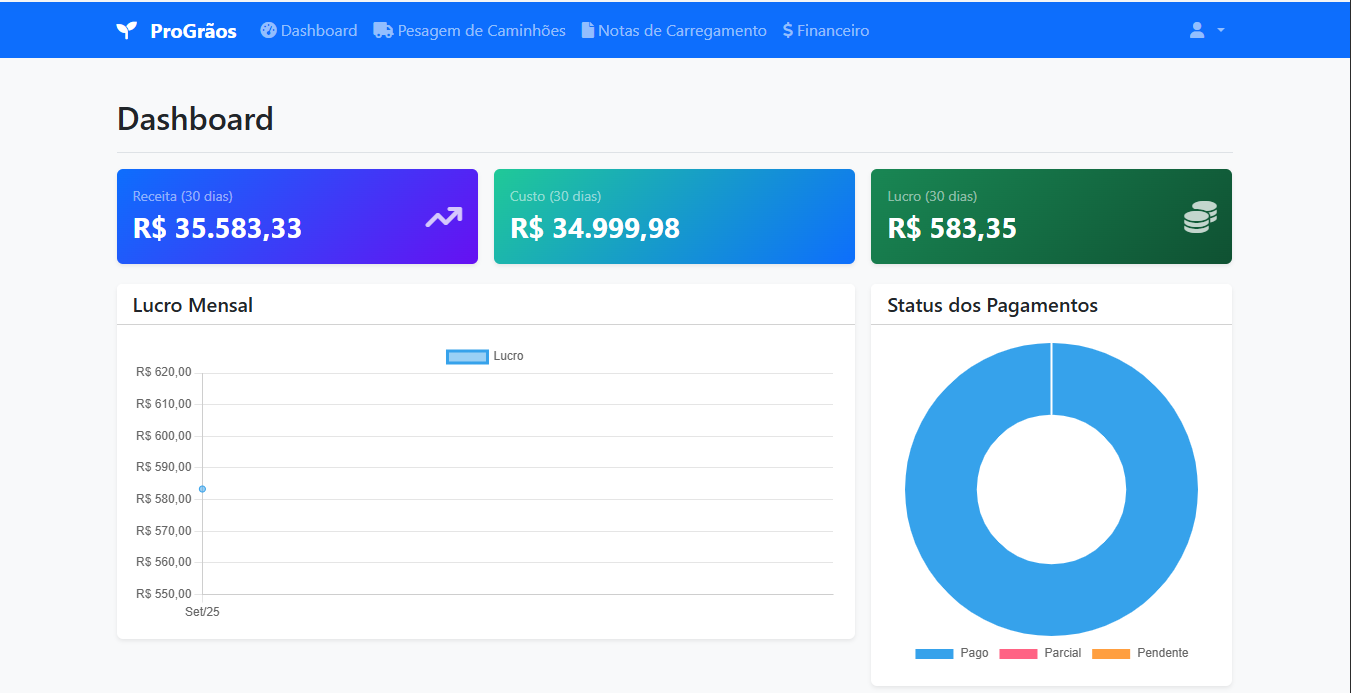 ProGrãos Dashboard Pesagem de Caminhões Notas de Carregamento $ Financeiro
Dashboard
Receita (30 dias)
R$ 35.583,33
Custo (30 dias)
R$ 34.999,98
Lucro (30 dias)
R$ 583,35
Lucro Mensal
Lucro
R$ 620,00
R$ 610,00
R$ 600,00
R$ 590,00
R$ 580,00
R$ 570,00
R$ 560,00
R$ 550,00
Set/25
Status dos Pagamentos
Pago Parcial Pendente